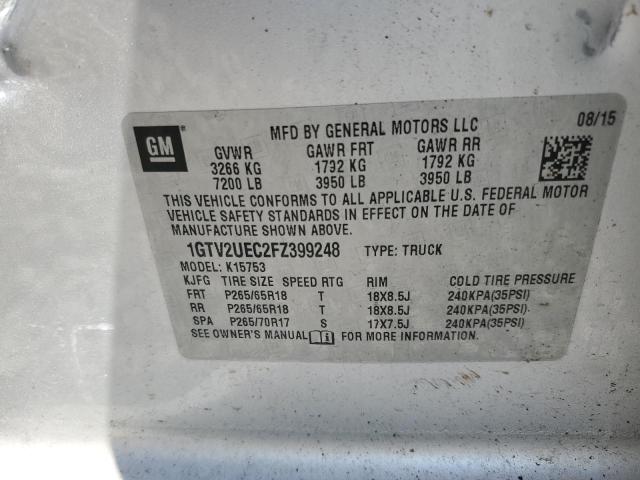 GM
MFD BY GENERAL MOTORS LLC
08/15
GVWR GAWR FRT GAWR RR
3266 KG 1792 KG 1792 KG
7200 LB 3950 LB 3950 LB
THIS VEHICLE CONFORMS TO ALL APPLICABLE U.S. FEDERAL MOTOR
VEHICLE SAFETY STANDARDS IN EFFECT ON THE DATE OF
MANUFACTURE SHOWN ABOVE.
1GTV2UEC2FZ399248 TYPE: TRUCK
MODEL: K15753
KJFG TIRE SIZE SPEED RTG RIM COLD TIRE PRESSURE
FRT P265/65R18 T 18X8.5J 240KPA(35PSI)
RR P265/65R18 T 18X8.5J 240KPA(35PSI)
SPA P265/70R17 S 17X7.5J 240KPA(35PSI)
SEE OWNER'S MANUAL FOR MORE INFORMATION.